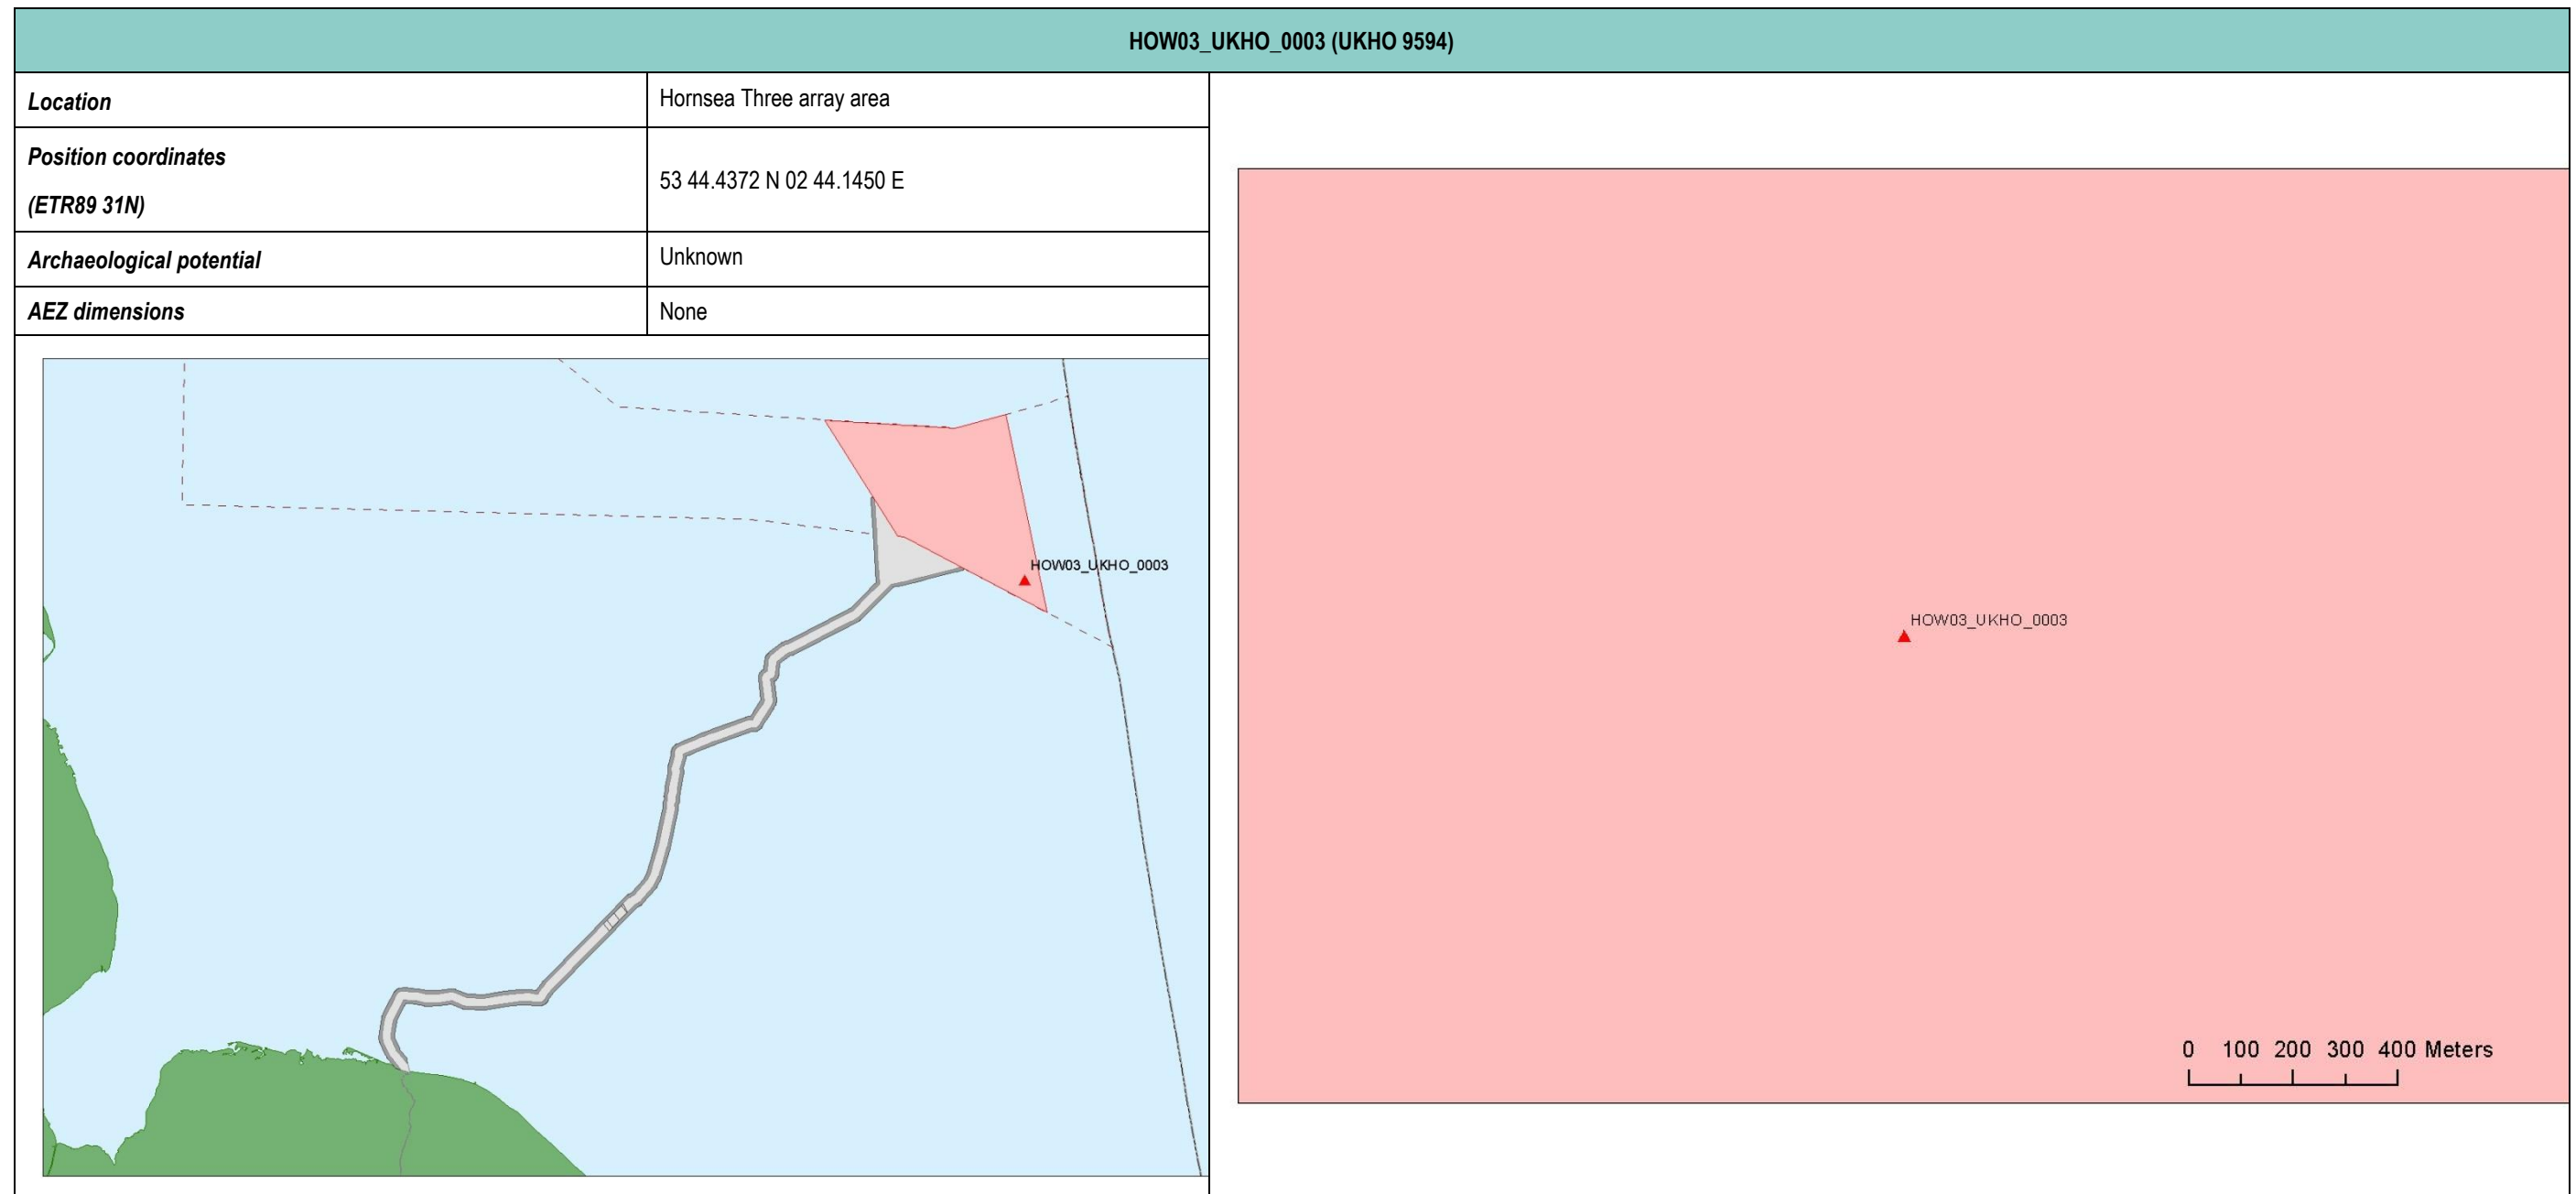 HOW03_UKHO_0003 (UKHO 9594)
Location
Hornsea Three array area
Position coordinates
(ETR89 31N)
53 44.4372 N 02 44.1450 E
Archaeological potential
Unknown
AEZ dimensions
None
HOW03_UKHO_0003
HOW03_UKHO_0003
0 100 200 300 400 Meters